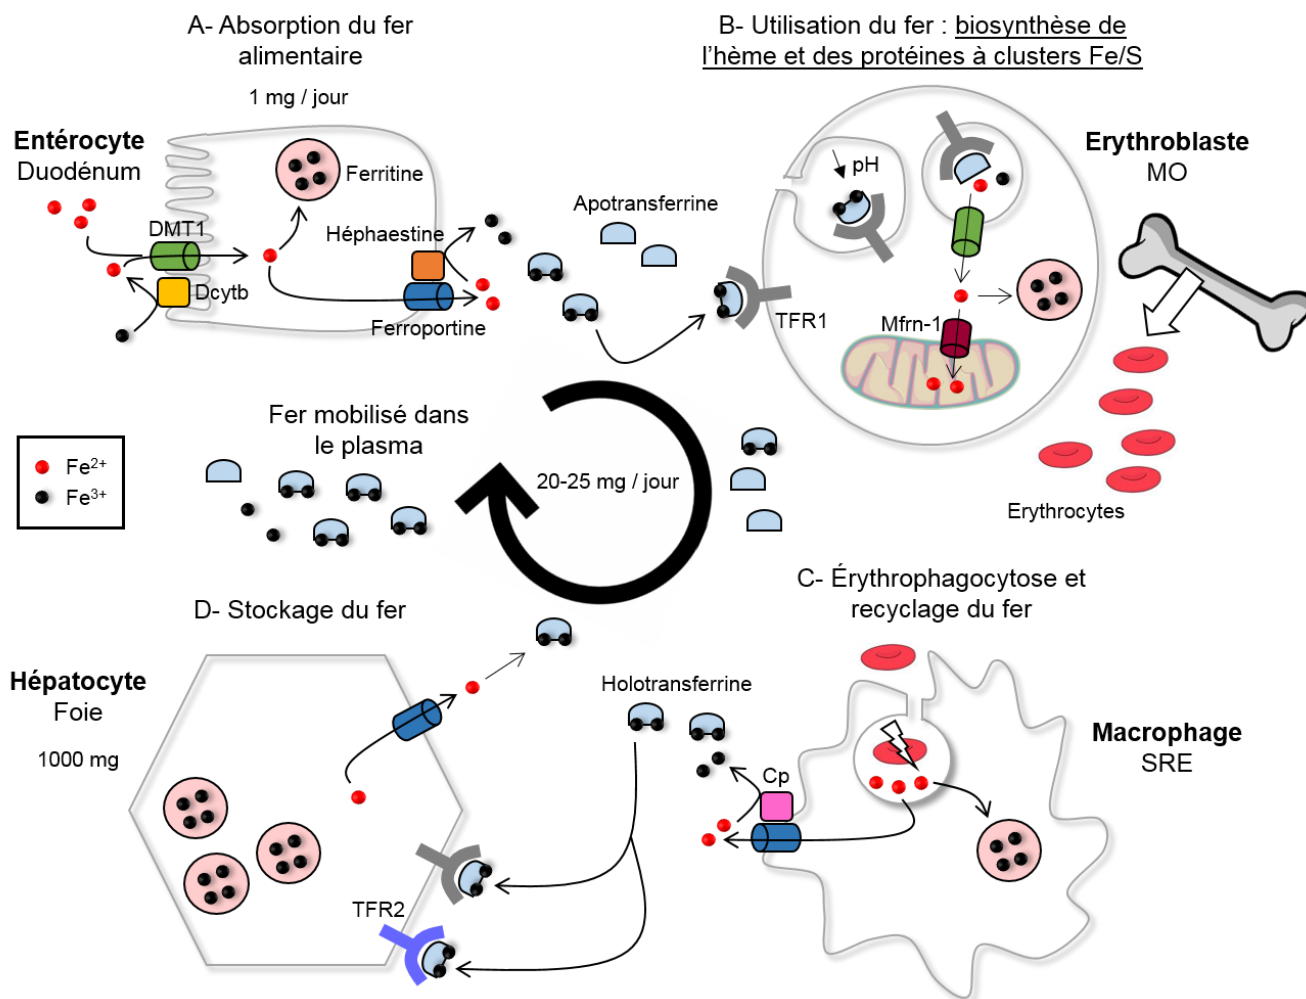 A- Absorption du fer
alimentaire
1 mg / jour
Entérocyte
Duodénum
Ferritine
DMT1
Héphaestine
Dcytb
Ferroportine
Apotransferrine
B- Utilisation du fer : biosynthèse de
l'hème et des protéines à clusters Fe/S
pH
Erythroblaste
MO
TFR1
Mfrn-1
Erythrocytes
Fer mobilisé dans
le plasma
20-25 mg / jour
Fe²⁺
Fe³⁺
C- Érythrophagocytose et
recyclage du fer
Macrophage
SRE
Cp
Holotransferrine
D- Stockage du fer
Hépatocyte
Foie
1000 mg
TFR2